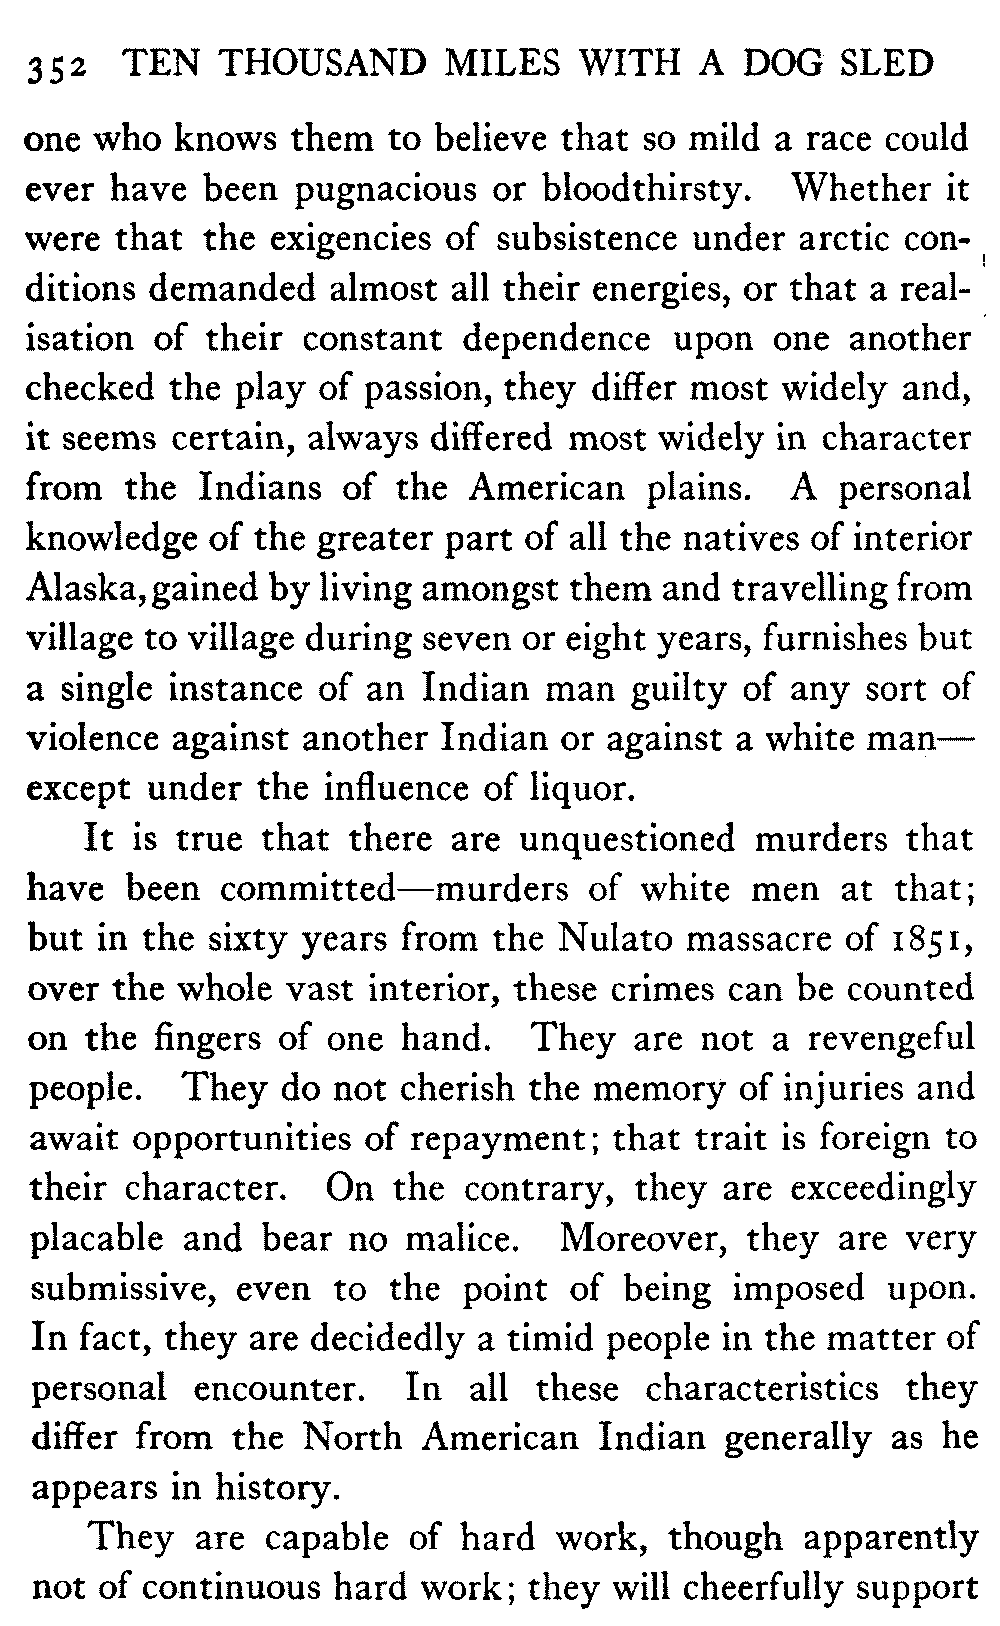 352 TEN THOUSAND MILES WITH A DOG SLED
one who knows them to believe that so mild a race could
ever have been pugnacious or bloodthirsty. Whether it
were that the exigencies of subsistence under arctic con-
ditions demanded almost all their energies, or that a real-
isation of their constant dependence upon one another
checked the play of passion, they differ most widely and,
it seems certain, always differed most widely in character
from the Indians of the American plains. A personal
knowledge of the greater part of all the natives of interior
Alaska, gained by living amongst them and travelling from
village to village during seven or eight years, furnishes but
a single instance of an Indian man guilty of any sort of
violence against another Indian or against a white man—
except under the influence of liquor.
It is true that there are unquestioned murders that
have been committed—murders of white men at that;
but in the sixty years from the Nulato massacre of 1851,
over the whole vast interior, these crimes can be counted
on the fingers of one hand. They are not a revengeful
people. They do not cherish the memory of injuries and
await opportunities of repayment; that trait is foreign to
their character. On the contrary, they are exceedingly
placable and bear no malice. Moreover, they are very
submissive, even to the point of being imposed upon.
In fact, they are decidedly a timid people in the matter of
personal encounter. In all these characteristics they
differ from the North American Indian generally as he
appears in history.
They are capable of hard work, though apparently
not of continuous hard work; they will cheerfully support